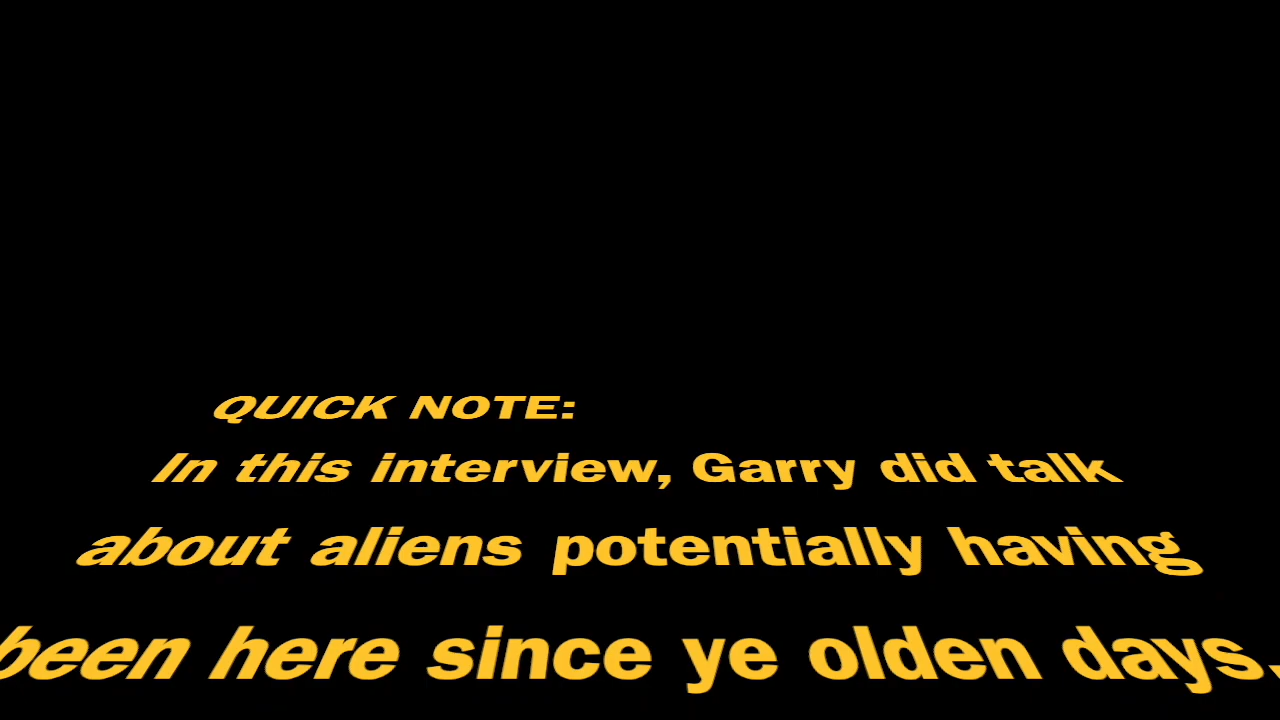 QUICK NOTE:
In this interview, Garry did talk
about aliens potentially having
been here since ye olden days.